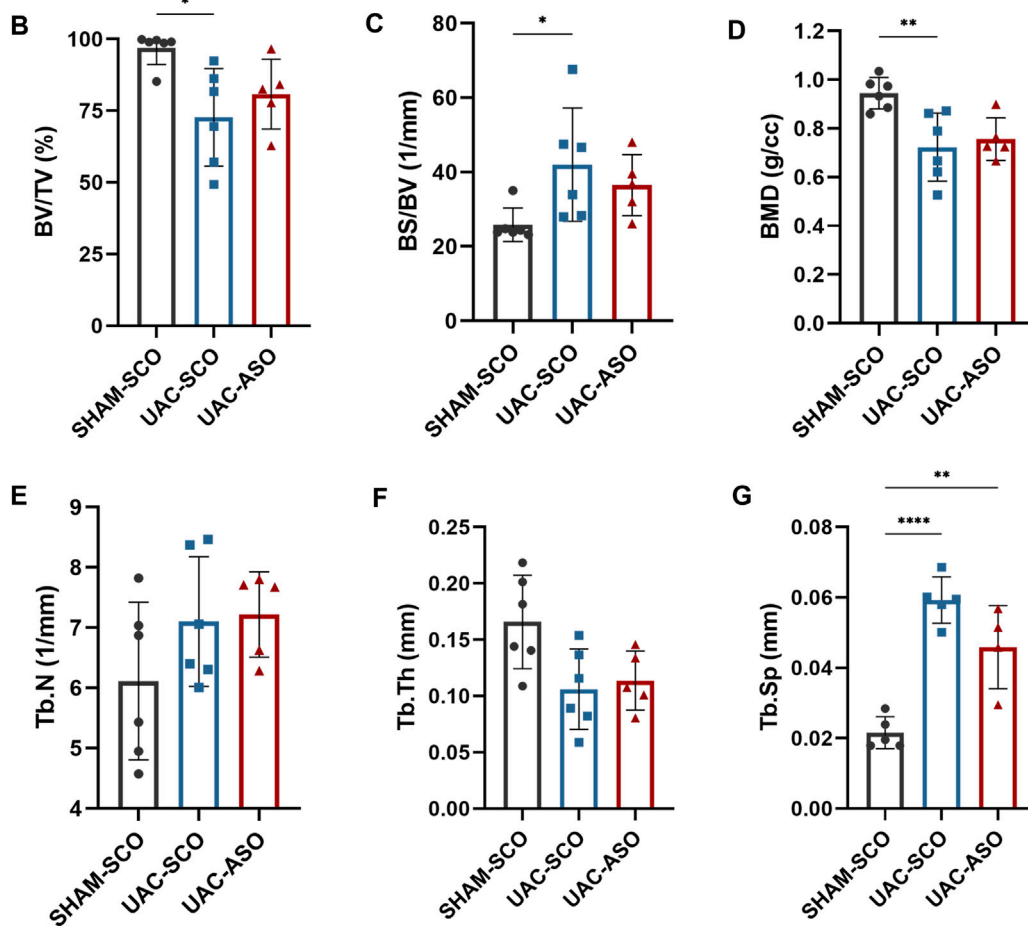 B
*
BV/TV (%)
100
75
50
25
0
SHAM-SCO
UAC-SCO
UAC-ASO
C
*
BS/BV (1/mm)
80
60
40
20
0
SHAM-SCO
UAC-SCO
UAC-ASO
D
**
BMD (g/cc)
1.2
1.0
0.8
0.6
0.4
0.2
0.0
SHAM-SCO
UAC-SCO
UAC-ASO
E
Tb.N (1/mm)
9
8
7
6
5
4
SHAM-SCO
UAC-SCO
UAC-ASO
F
Tb.Th (mm)
0.25
0.20
0.15
0.10
0.05
0.00
SHAM-SCO
UAC-SCO
UAC-ASO
G
**
****
Tb.Sp (mm)
0.08
0.06
0.04
0.02
0.00
SHAM-SCO
UAC-SCO
UAC-ASO